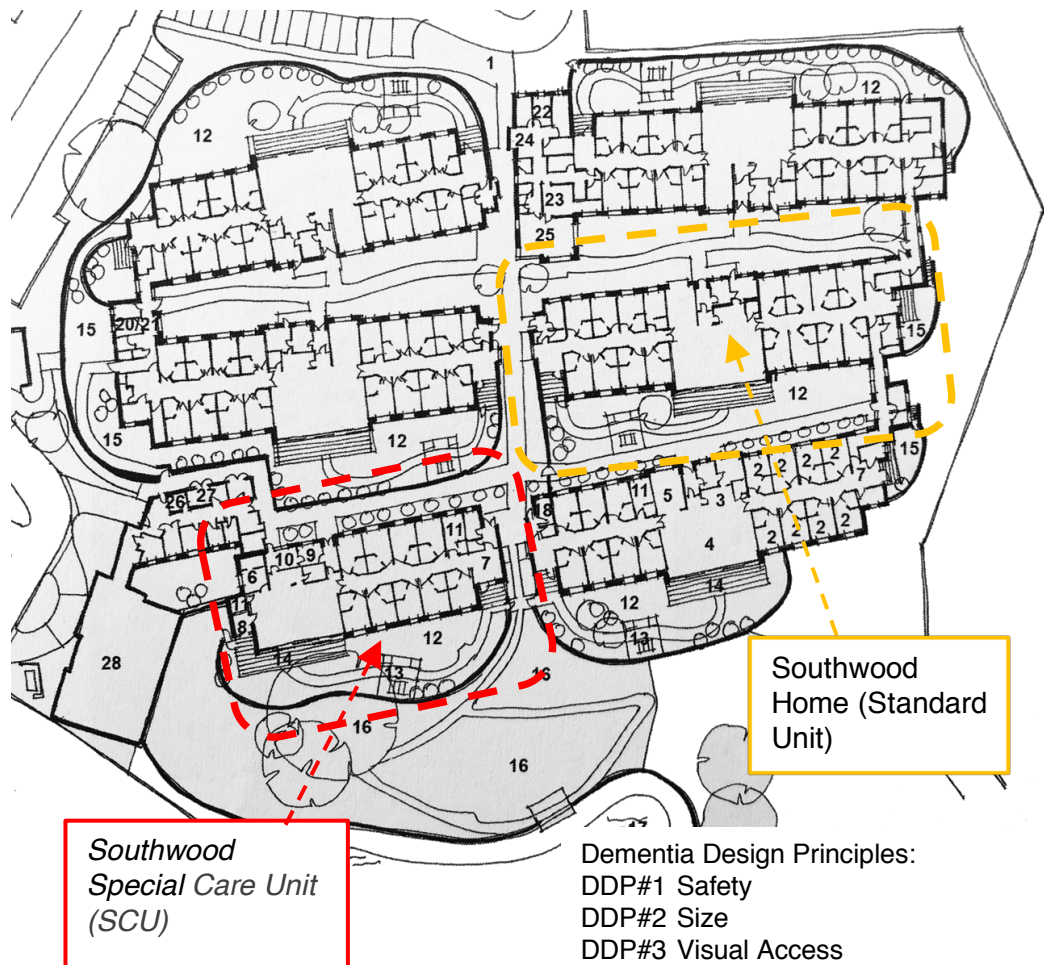 1
12
22
12
24
23
25
20/21
15
15
12
15
12
15
2 2 2 2
7
26 27
11 5 3
18
11
10 9
7
4
2 2 2
6
8
14
12
12
13
14
13
16
28
16
16
Southwood
Home (Standard
Unit)
Southwood
Special Care Unit
(SCU)
Dementia Design Principles:
DDP#1 Safety
DDP#2 Size
DDP#3 Visual Access